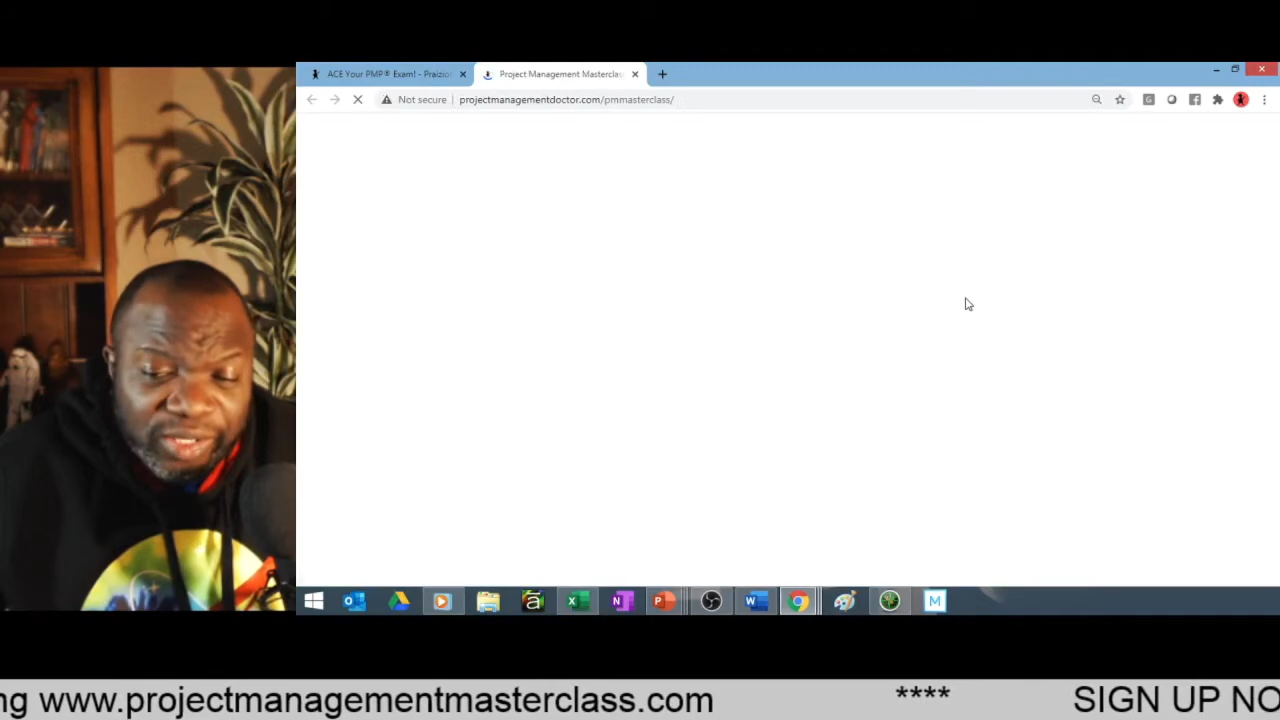 ACE Your PMP® Exam! - Praizion
Project Management Masterclas
Not secure | projectmanagementdoctor.com/pmmasterclass/
ng www.projectmanagementmasterclass.com **** SIGN UP NO